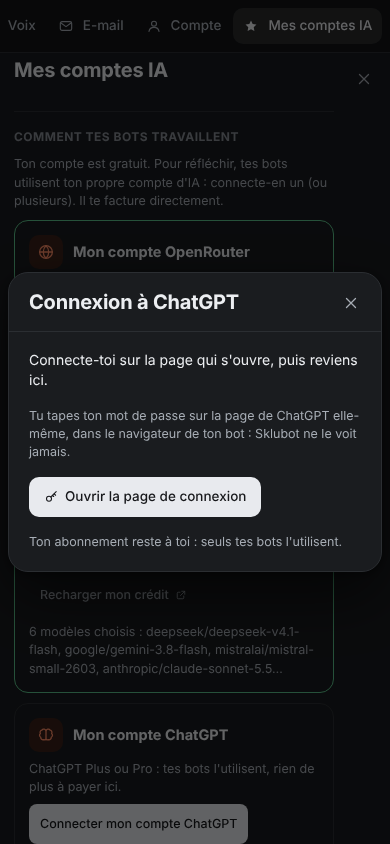 Voix E-mail Compte Mes comptes IA
Mes comptes IA
COMMENT TES BOTS TRAVAILLENT
Ton compte est gratuit. Pour réfléchir, tes bots
utilisent ton propre compte d'IA : connecte-en un (ou
plusieurs). Il te facture directement.
Mon compte OpenRouter
Connexion à ChatGPT
Connecte-toi sur la page qui s'ouvre, puis reviens
ici.
Tu tapes ton mot de passe sur la page de ChatGPT elle-
même, dans le navigateur de ton bot : Sklubot ne le voit
jamais.
Ouvrir la page de connexion
Ton abonnement reste à toi : seuls tes bots l'utilisent.
Recharger mon crédit
6 modèles choisis : deepseek/deepseek-v4.1-
flash, google/gemini-3.8-flash, mistralai/mistral-
small-2603, anthropic/claude-sonnet-5.5...
Mon compte ChatGPT
ChatGPT Plus ou Pro : tes bots l'utilisent, rien de
plus à payer ici.
Connecter mon compte ChatGPT